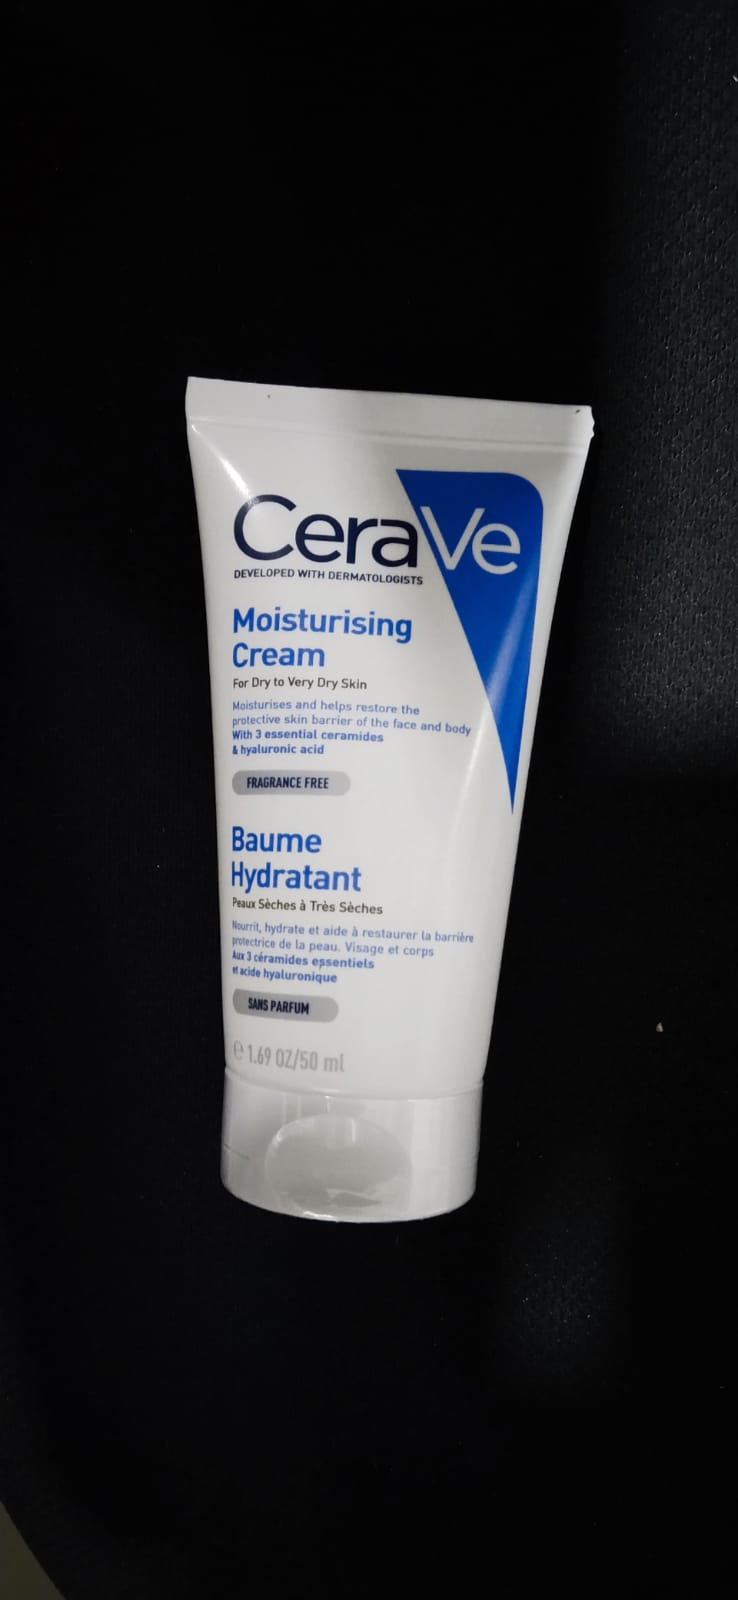 CeraVe
DEVELOPED WITH DERMATOLOGISTS
Moisturising
Cream
For Dry to Very Dry Skin
Moisturises and helps restore the
protective skin barrier of the face and body
With 3 essential ceramides
& hyaluronic acid
FRAGRANCE FREE
Baume
Hydratant
Peaux Sèches à Très Sèches
Nourrit, hydrate et aide à restaurer la barrière
protectrice de la peau. Visage et corps
Aux 3 céramides essentiels
et acide hyaluronique
SANS PARFUM
℮ 1.69 OZ/50 ml